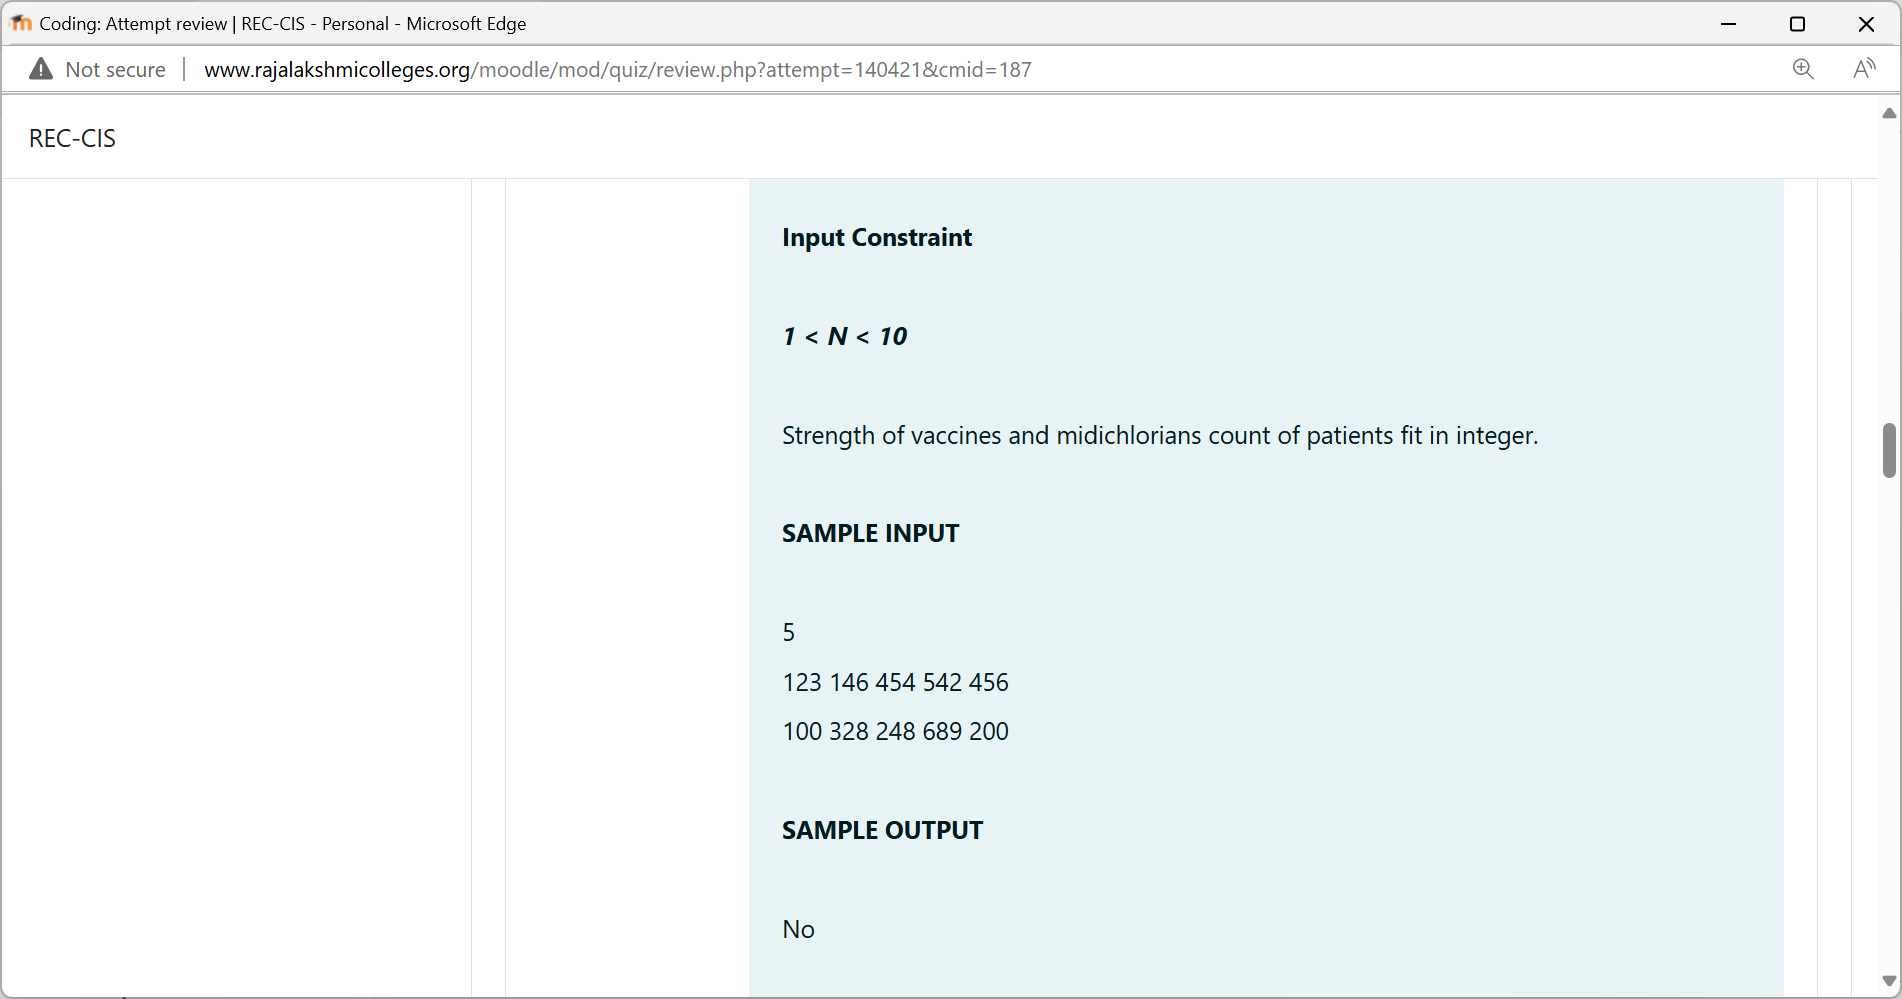 Coding: Attempt review | REC-CIS - Personal - Microsoft Edge
Not secure
www.rajalakshmicolleges.org/moodle/mod/quiz/review.php?attempt=140421&cmid=187
REC-CIS
Input Constraint
1 < N < 10
Strength of vaccines and midichlorians count of patients fit in integer.
SAMPLE INPUT
5
123 146 454 542 456
100 328 248 689 200
SAMPLE OUTPUT
No